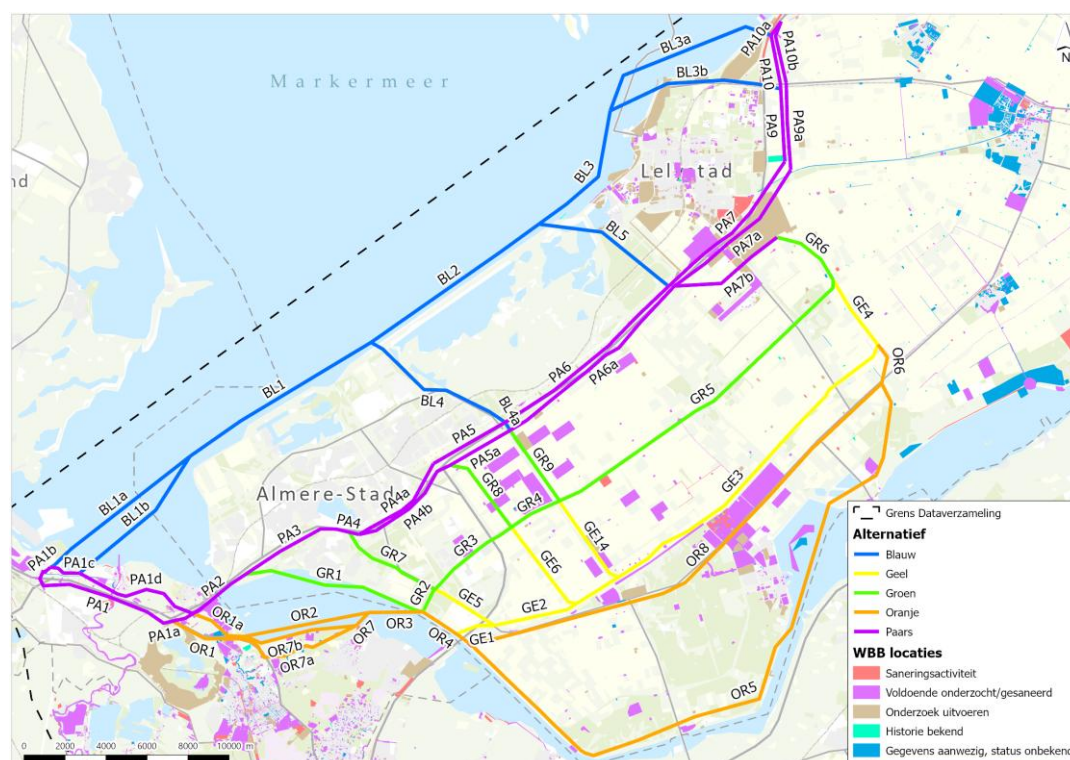 Markermeer
BL3a
BL3b
PA10a
PA10b
PA10
N
PA9
PA9a
BL3
Lelystad
BL5
PA7
PA7a
PA7b
GR6
GE4
OR6
BL2
BL1
BL4
BL4a
PA6
PA6a
GR5
PA5
PA5a
GR8
GR9
GR4
GE3
Almere-Stad
PA4a
PA4b
PA4
PA3
BL1a
BL1b
GR3
GE14
GE6
OR8
GR7
GR1
GR2
GE5
GE2
GE1
PA1b
PA1c
PA1d
PA1
PA2
PA1a
OR1a
OR1
OR2
OR3
OR4
OR7
OR7b
OR7a
OR5
0 2000 4000 6000 8000 10000 m
Grens Dataverzameling
Alternatief
Blauw
Geel
Groen
Oranje
Paars
WBB locaties
Saneringsactiviteit
Voldoende onderzocht/gesaneerd
Onderzoek uitvoeren
Historie bekend
Gegevens aanwezig, status onbekend